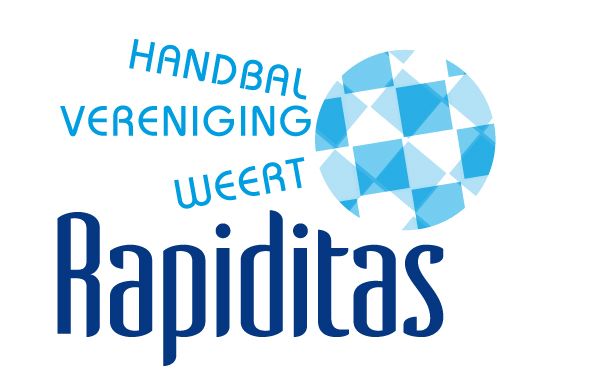 HANDBAL
VERENIGING
WEERT
Rapiditas